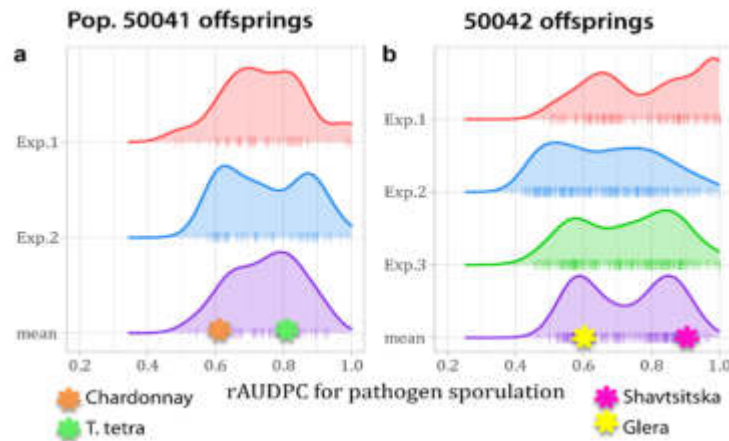 Pop. 50041 offsprings
50042 offsprings
a
b
Exp.1
Exp.2
mean
0.2 0.4 0.6 0.8 1.0
Exp.1
Exp.2
Exp.3
mean
0.2 0.4 0.6 0.8 1.0
rAUDPC for pathogen sporulation
Chardonnay
T. tetra
Shavtsitska
Glera